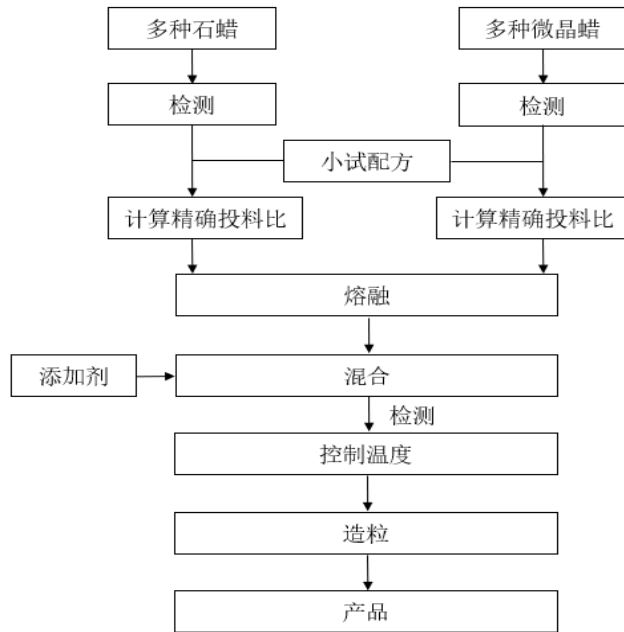 多种石蜡
多种微晶蜡
检测
检测
小试配方
计算精确投料比
计算精确投料比
熔融
添加剂
混合
检测
控制温度
造粒
产品